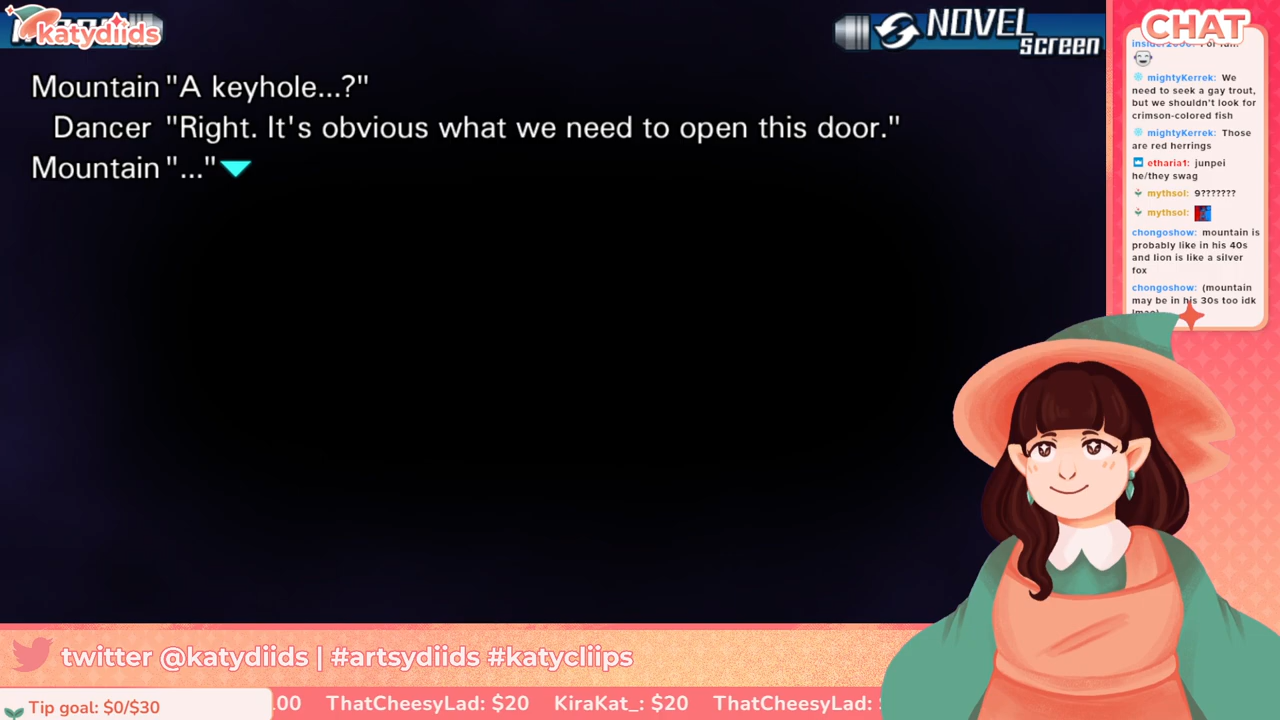 katydiids
NOVEL
Screen
CHAT
Mountain "A keyhole...?"
Dancer "Right. It's obvious what we need to open this door."
Mountain "..."
mightyKerrek: We
need to seek a gay trout,
but we shouldn't look for
crimson-colored fish
mightyKerrek: Those
are red herrings
etharia1: junpei
he/they swag
mythsol: 9???????
mythsol:
chongoshow: mountain is
probably like in his 40s
and lion is like a silver
fox
chongoshow: (mountain
may be in his 30s too idk
lmao)
twitter @katydiids | #artsydiids #katycliips
Tip goal: $0/$30
.00 ThatCheesyLad: $20 KiraKat_: $20 ThatCheesyLad: